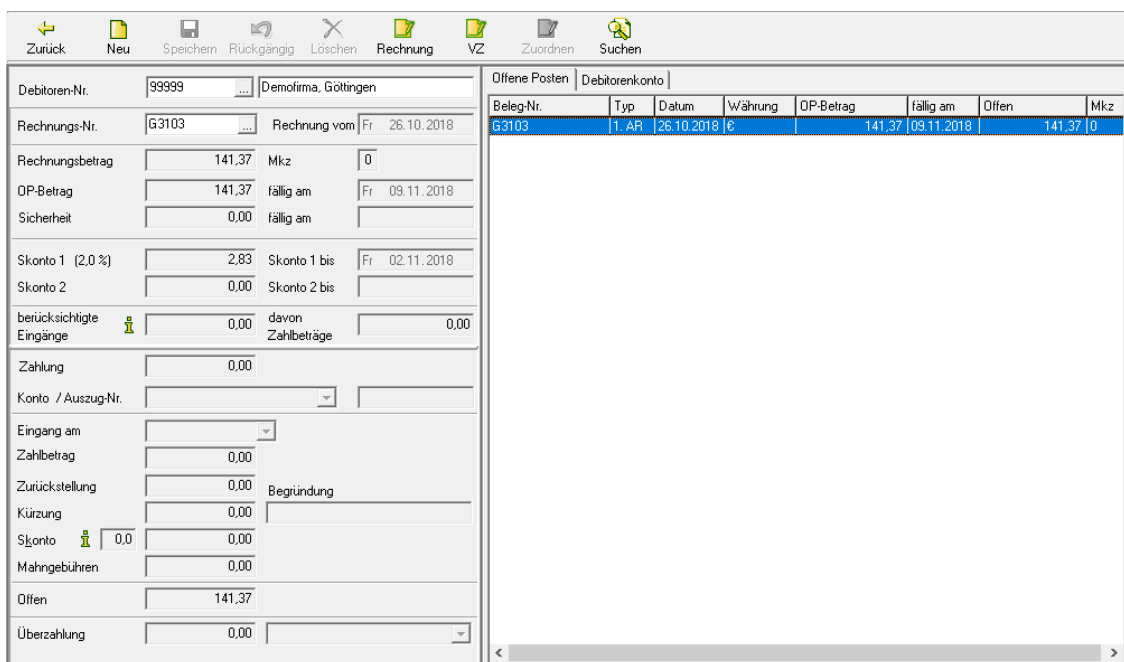 Zurück Neu Speichern Rückgängig Löschen Rechnung VZ Zuordnen Suchen
Debitoren-Nr. 99999 ... Demofirma, Göttingen
Rechnungs-Nr. G3103 ... Rechnung vom Fr 26.10.2018
Rechnungsbetrag 141,37 Mkz 0
OP-Betrag 141,37 fällig am Fr 09.11.2018
Sicherheit 0,00 fällig am
Skonto 1 (2,0 %) 2,83 Skonto 1 bis Fr 02.11.2018
Skonto 2 0,00 Skonto 2 bis
berücksichtigte Eingänge 0,00 davon Zahlbeträge 0,00
Zahlung 0,00
Konto / Auszug-Nr.
Eingang am
Zahlbetrag 0,00
Zurückstellung 0,00 Begründung
Kürzung 0,00
Skonto 0,0 0,00
Mahngebühren 0,00
Offen 141,37
Überzahlung 0,00
Offene Posten Debitorenkonto
Beleg-Nr. Typ Datum Währung OP-Betrag fällig am Offen Mkz
G3103 1. AR 26.10.2018 € 141,37 09.11.2018 141,37 0